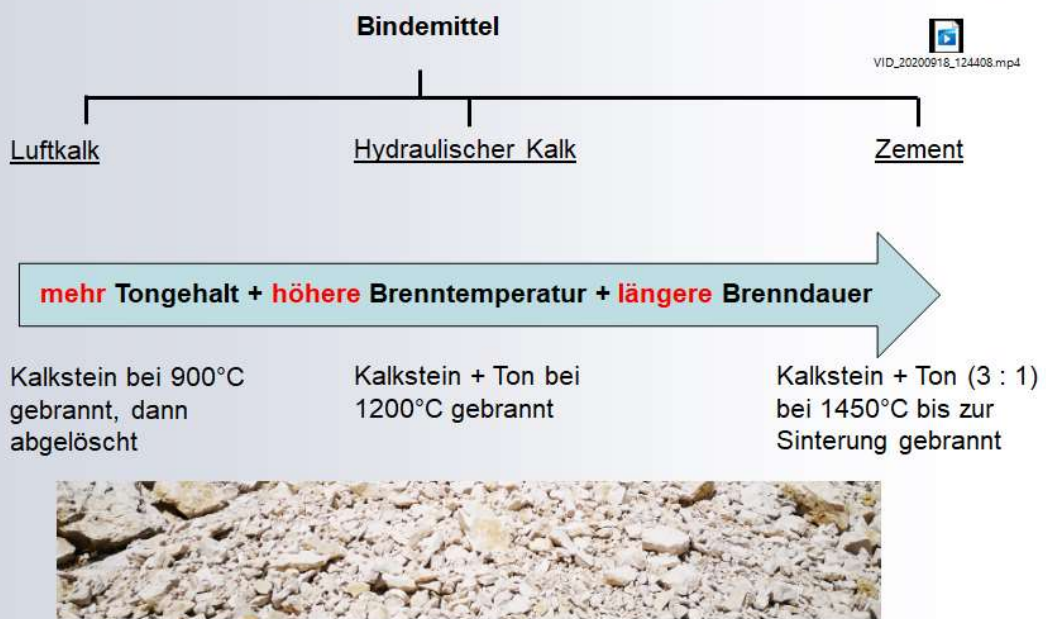 Bindemittel
VID_20200918_124408.mp4
Luftkalk
Hydraulischer Kalk
Zement
mehr Tongehalt + höhere Brenntemperatur + längere Brenndauer
Kalkstein bei 900°C
gebrannt, dann
abgelöscht
Kalkstein + Ton bei
1200°C gebrannt
Kalkstein + Ton (3 : 1)
bei 1450°C bis zur
Sinterung gebrannt